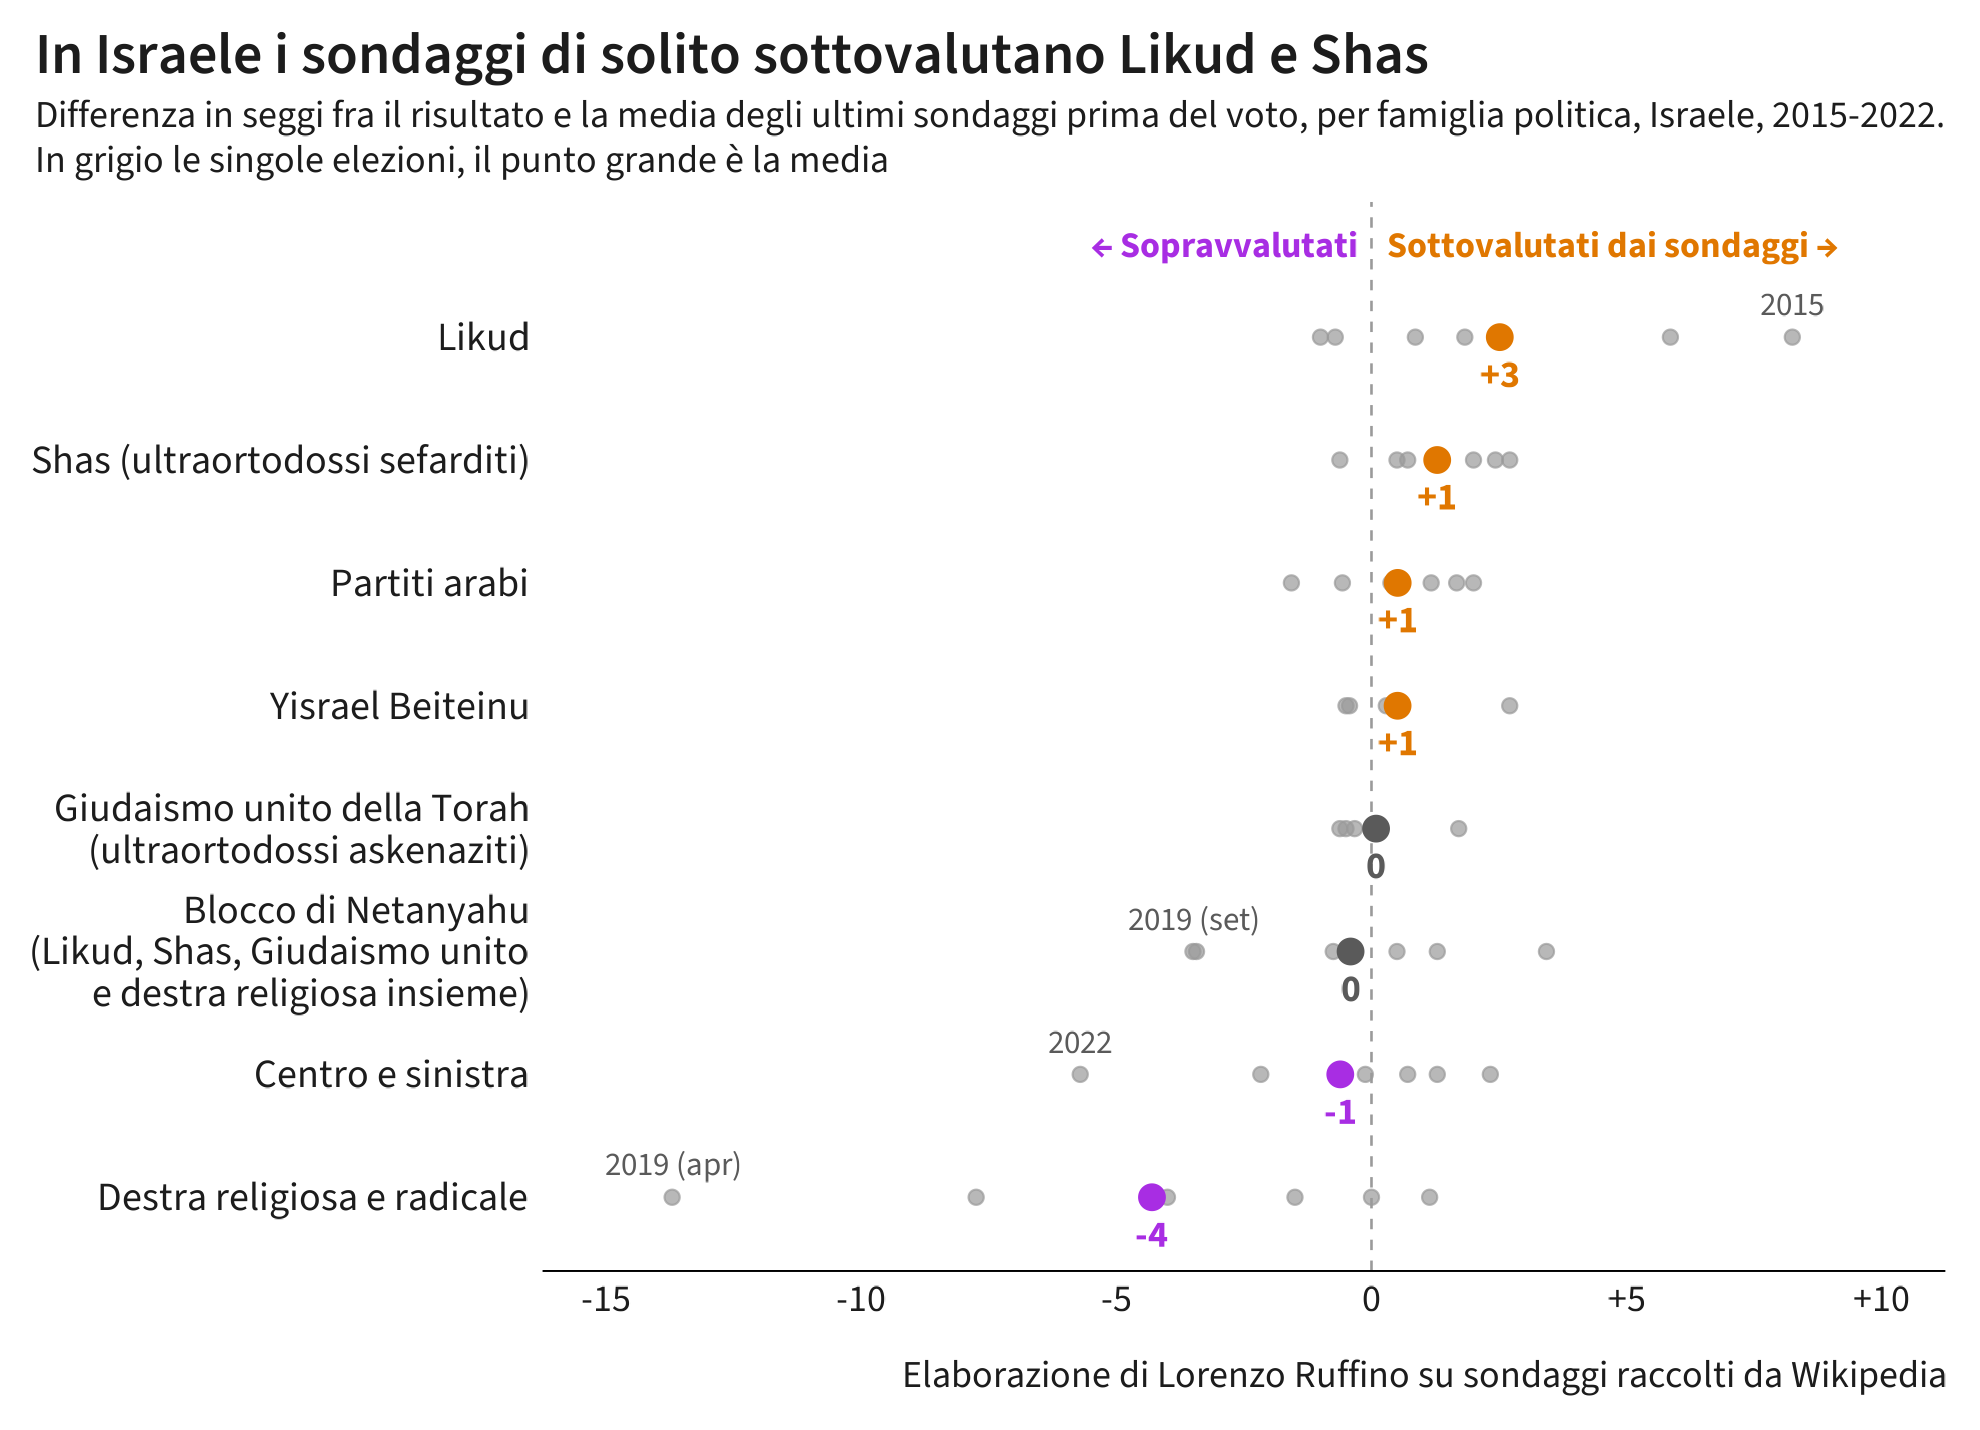 In Israele i sondaggi di solito sottovalutano Likud e Shas
Differenza in seggi fra il risultato e la media degli ultimi sondaggi prima del voto, per famiglia politica, Israele, 2015-2022.
In grigio le singole elezioni, il punto grande è la media
← Sopravvalutati
Sottovalutati dai sondaggi →
2015
Likud
+3
Shas (ultraortodossi sefarditi)
+1
Partiti arabi
+1
Yisrael Beiteinu
+1
Giudaismo unito della Torah
(ultraortodossi askenaziti)
0
Blocco di Netanyahu
(Likud, Shas, Giudaismo unito
e destra religiosa insieme)
2019 (set)
0
2022
Centro e sinistra
-1
2019 (apr)
Destra religiosa e radicale
-4
-15 -10 -5 0 +5 +10
Elaborazione di Lorenzo Ruffino su sondaggi raccolti da Wikipedia